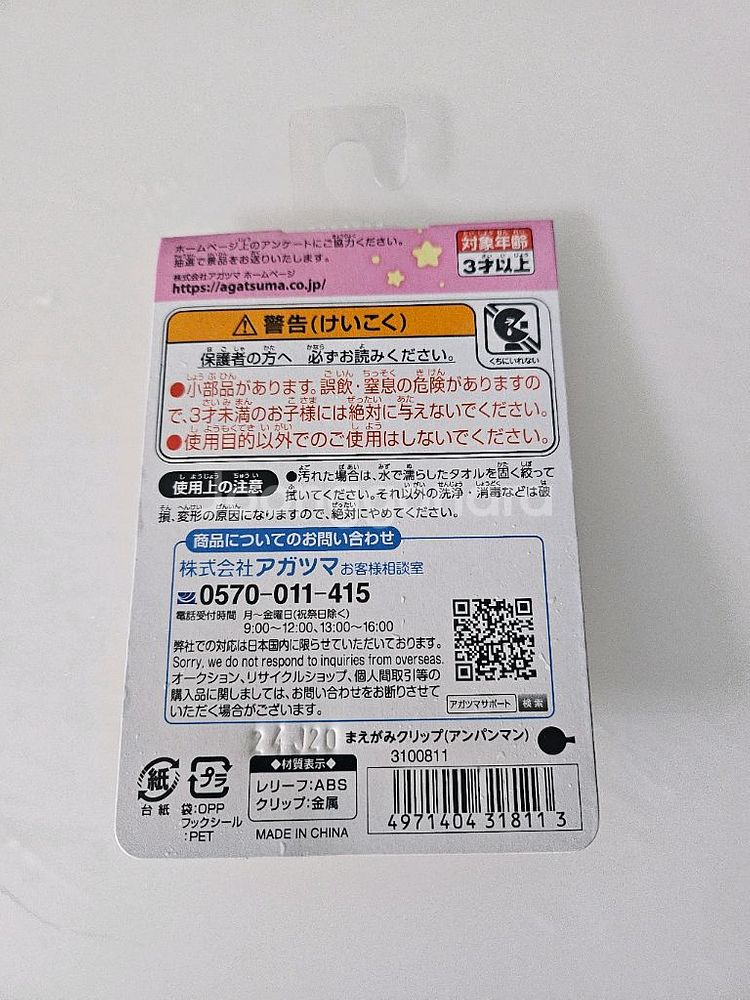 ホームページ上のアンケートにご協力ください。
抽選で景品をお送りいたします。
株式会社アガツマ ホームページ
https://agatsuma.co.jp/
対象年齢
3才以上
警告(けいこく)
保護者の方へ 必ずお読みください。
くちにいれない
●小部品があります。誤飲・窒息の危険がありますの
で、3才未満のお子様には絶対に与えないでください。
●使用目的以外でのご使用はしないでください。
使用上の注意
●汚れた場合は、水で濡らしたタオルを固く絞って
拭いてください。それ以外の洗浄・消毒などは破
損、変形の原因になりますので、絶対にやめてください。
商品についてのお問い合わせ
株式会社アガツマお客様相談室
0570-011-415
電話受付時間 月~金曜日(祝祭日除く)
9:00~12:00、13:00~16:00
弊社での対応は日本国内に限らせていただいております。
Sorry, we do not respond to inquiries from overseas.
オークション、リサイクルショップ、個人間取引等の
購入品に関しましては、お問い合わせをお断りさせて
いただく場合がございます。
アガツマサポート 検索
24J20
まえがみクリップ(アンパンマン)
3100811
紙
台紙
プラ
袋:OPP
フックシール
:PET
◆材質表示◆
レリーフ:ABS
クリップ:金属
MADE IN CHINA
4971404318113